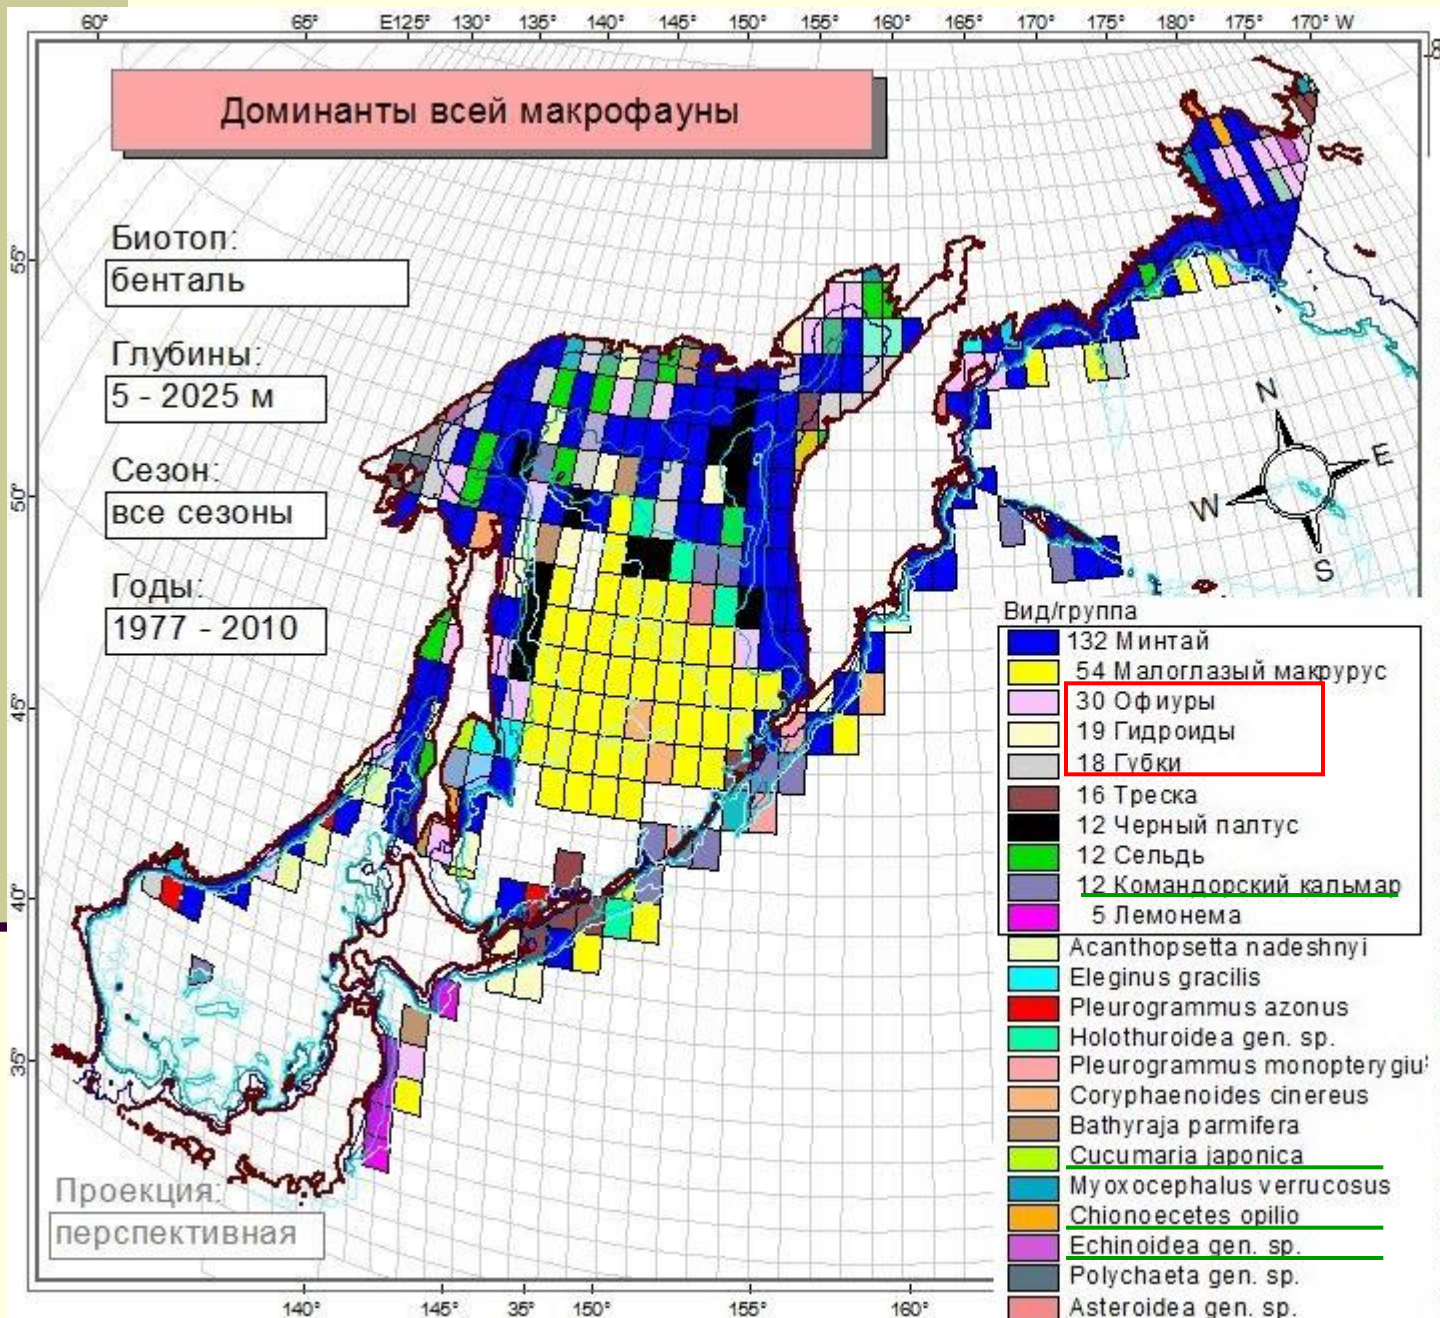 60° 65° E125° 130° 135° 140° 145° 150° 155° 160° 165° 170° 175° 180° 175° 170° W
Доминанты всей макрофауны
Биотоп:
бенталь
Глубины:
5 - 2025 м
Сезон:
все сезоны
Годы:
1977 - 2010
55°
50°
45°
40°
35°
N
E
W
S
Вид/группа
132 Минтай
54 Малоглазый макрурус
30 Офиуры
19 Гидроиды
18 Губки
16 Треска
12 Черный палтус
12 Сельдь
12 Командорский кальмар
5 Лемонема
Acanthopsetta nadeshnyi
Eleginus gracilis
Pleurogrammus azonus
Holothuroidea gen. sp.
Pleurogrammus monopterygiu
Coryphaenoides cinereus
Bathyraja parmifera
Cucumaria japonica
Myoxocephalus verrucosus
Chionoecetes opilio
Echinoidea gen. sp.
Polychaeta gen. sp.
Asteroidea gen. sp.
Проекция:
перспективная
140° 145° 35° 150° 155° 160°